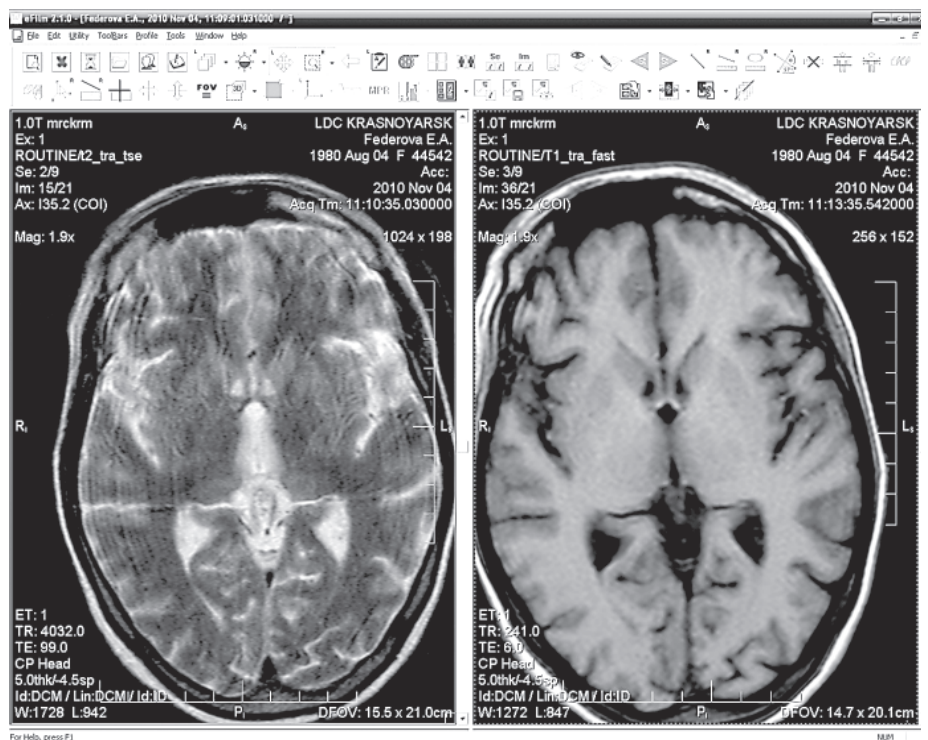 eFilm 2.1.0 - [Federova E.A., 2010 Nov 04, 11:09:01.031000 / ]
File Edit Utility ToolBars Profile Tools Window Help
Se Im
FOV 3D MPR
1.0T mrckrm
Ex: 1
ROUTINE/t2_tra_tse
Se: 2/9
Im: 15/21
Ax: I35.2 (COI)
Mag: 1.9x
As
LDC KRASNOYARSK
Federova E.A.
1980 Aug 04 F 44542
Acc:
2010 Nov 04
Acq Tm: 11:10:35.030000
1024 x 198
R
L
ET: 1
TR: 4032.0
TE: 99.0
CP Head
5.0thk/-4.5sp
Id:DCM / Lin:DCM / Id:ID
W:1728 L:942
P
DFOV: 15.5 x 21.0cm
1.0T mrckrm
Ex: 1
ROUTINE/T1_tra_fast
Se: 3/9
Im: 36/21
Ax: I35.2 (COI)
Mag: 1.9x
As
LDC KRASNOYARSK
Federova E.A.
1980 Aug 04 F 44542
Acc:
2010 Nov 04
Acq Tm: 11:13:35.542000
256 x 152
R
Ls
ET: 1
TR: 241.0
TE: 6.0
CP Head
5.0thk/-4.5sp
Id:DCM / Lin:DCM / Id:ID
W:1272 L:847
P
DFOV: 14.7 x 20.1cm
For Help, press F1
NUM